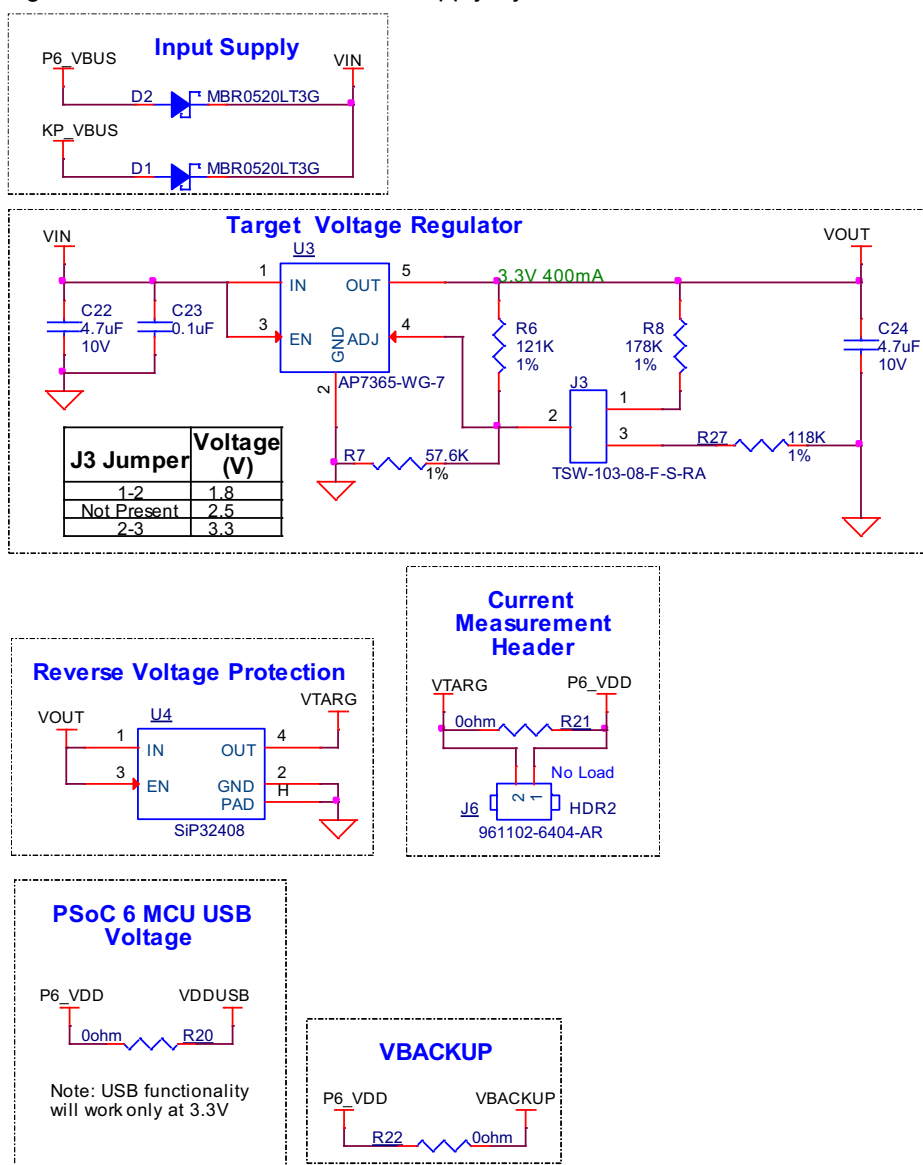 Input Supply
P6_VBUS
VIN
D2
MBR0520LT3G
KP_VBUS
D1
MBR0520LT3G
Target Voltage Regulator
VIN
U3
VOUT
1
IN
OUT
5
3.3V 400mA
C22
4.7uF
10V
C23
0.1uF
3
EN
GND
ADJ
4
2
AP7365-WG-7
R6
121K
1%
R8
178K
1%
J3
1
2
3
TSW-103-08-F-S-RA
R27
118K
1%
C24
4.7uF
10V
R7
57.6K
1%
J3 Jumper
Voltage
(V)
1-2 1.8
Not Present 2.5
2-3 3.3
Current
Measurement
Header
VTARG
P6_VDD
0ohm
R21
No Load
J6
2
1
HDR2
961102-6404-AR
Reverse Voltage Protection
VOUT
U4
VTARG
1
IN
OUT
4
3
EN
GND
2
PAD
H
SiP32408
PSoC 6 MCU USB
Voltage
P6_VDD
VDDUSB
0ohm
R20
Note: USB functionality
will work only at 3.3V
VBACKUP
P6_VDD
VBACKUP
R22
0ohm